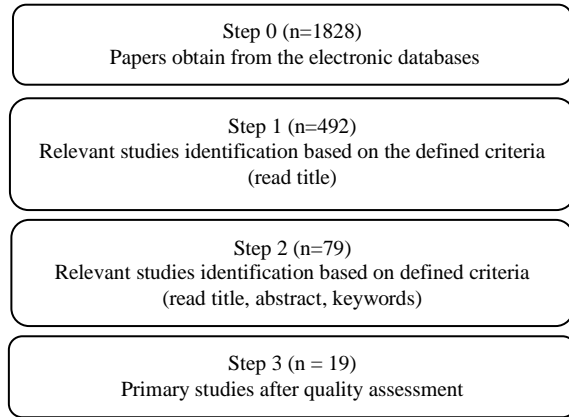 Step 0 (n=1828)
Papers obtain from the electronic databases
Step 1 (n=492)
Relevant studies identification based on the defined criteria
(read title)
Step 2 (n=79)
Relevant studies identification based on defined criteria
(read title, abstract, keywords)
Step 3 (n = 19)
Primary studies after quality assessment